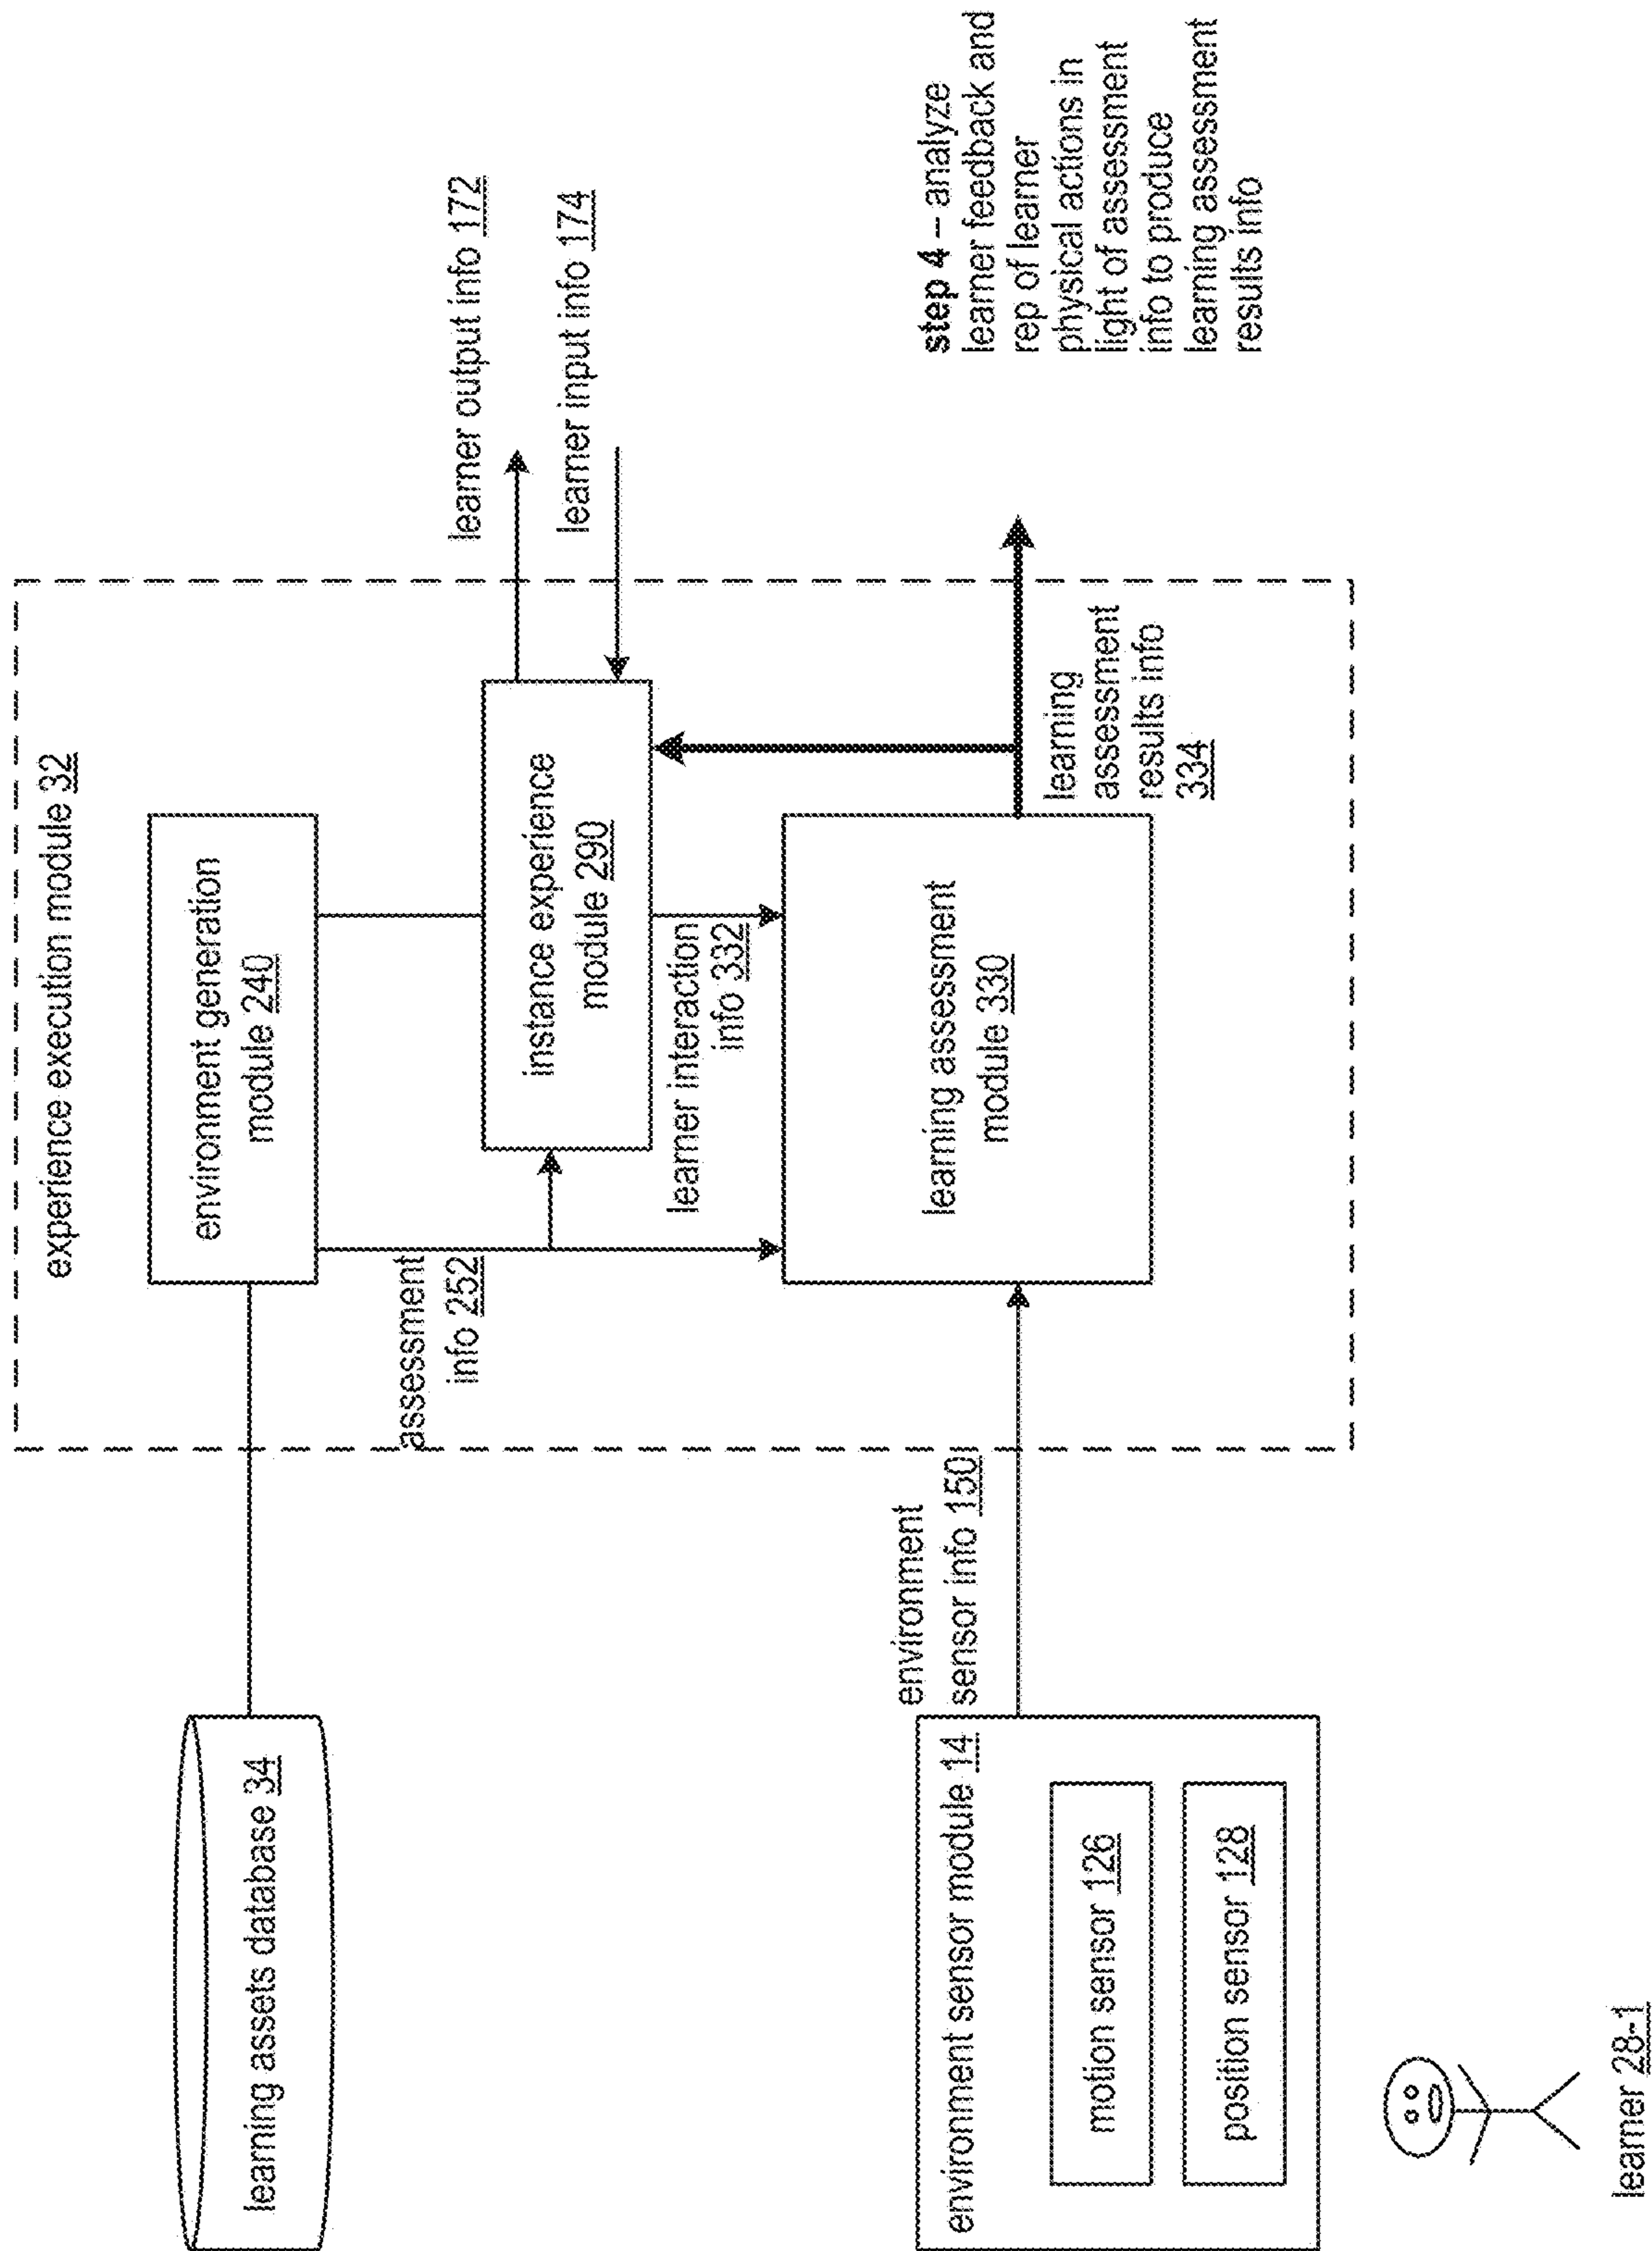 experience execution module 32
learning assets database 34
environment generation
module 240
assessment
info 252
instance experience
module 290
learner output info 172
learner input info 174
learner interaction
info 332
environment
sensor info 150
environment sensor module 14
motion sensor 126
position sensor 128
learner 28-1
learning assessment
module 330
learning
assessment
results info
334
step 4 – analyze
learner feedback and
rep of learner
physical actions in
light of assessment
info to produce
learning assessment
results info